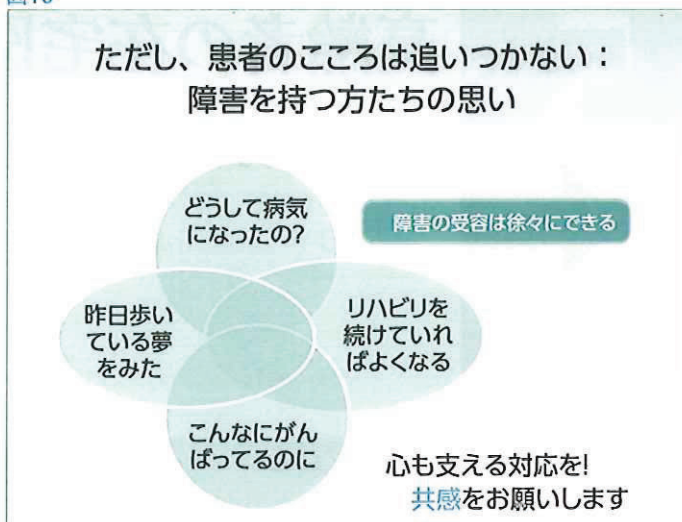 ただし、患者のこころは追いつかない：
障害を持つ方たちの思い
どうして病気
になったの?
障害の受容は徐々にできる
昨日歩い
ている夢
をみた
リハビリを
続けていれ
ばよくなる
こんなにがん
ばってるのに
心も支える対応を!
共感をお願いします